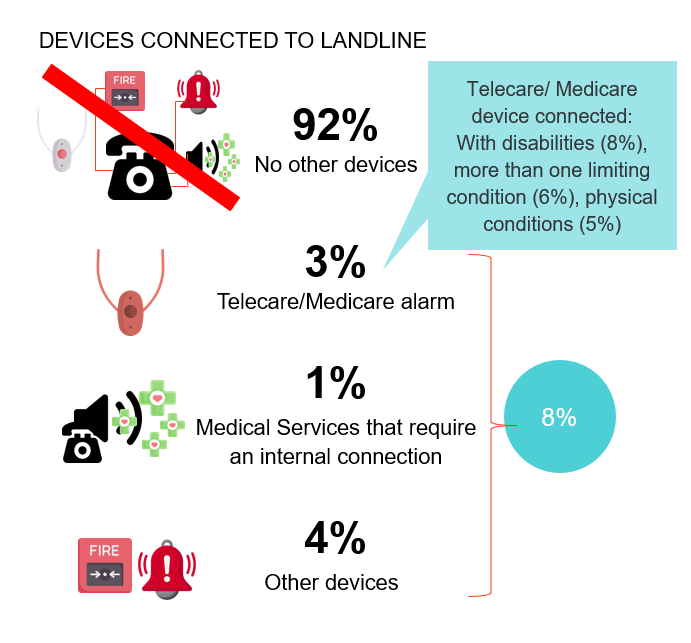 DEVICES CONNECTED TO LANDLINE
FIRE
92%
No other devices
Telecare/ Medicare
device connected:
With disabilities (8%),
more than one limiting
condition (6%), physical
conditions (5%)
3%
Telecare/Medicare alarm
1%
Medical Services that require
an internal connection
8%
FIRE
4%
Other devices